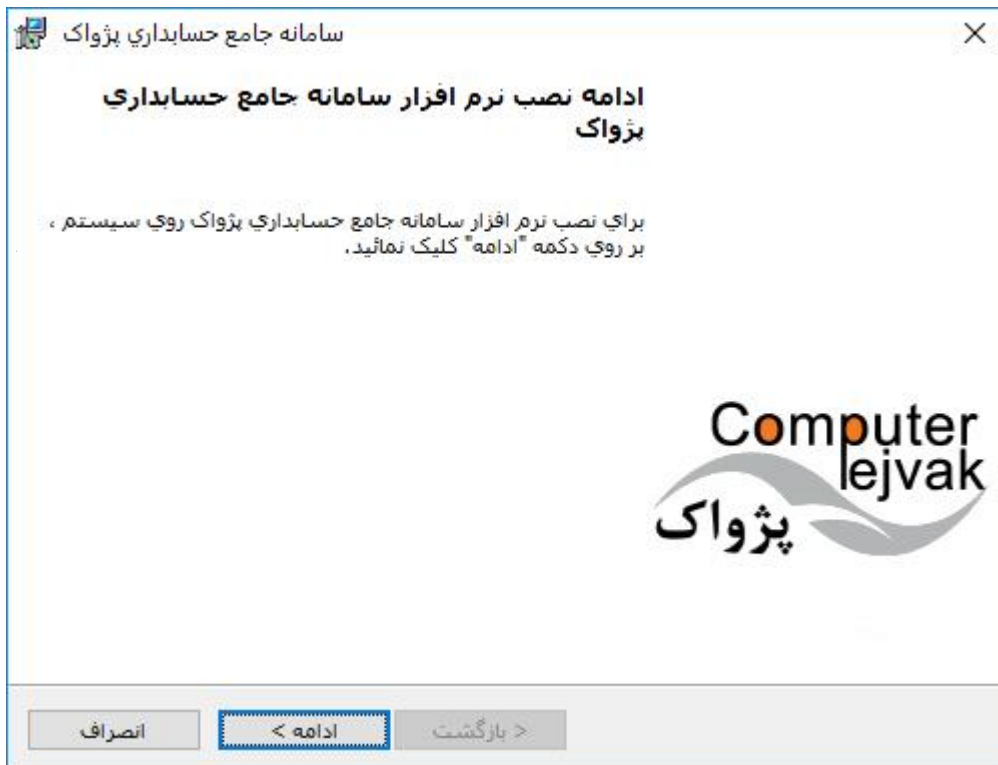 سامانه جامع حسابداري پژواک
ادامه نصب نرم افزار سامانه جامع حسابداري
پژواک
براي نصب نرم افزار سامانه جامع حسابداري پژواک روي سيستم ،
بر روي دکمه "ادامه" کليک نمائيد.
Computer
Pejvak
پژواک
< بازگشت
ادامه >
انصراف